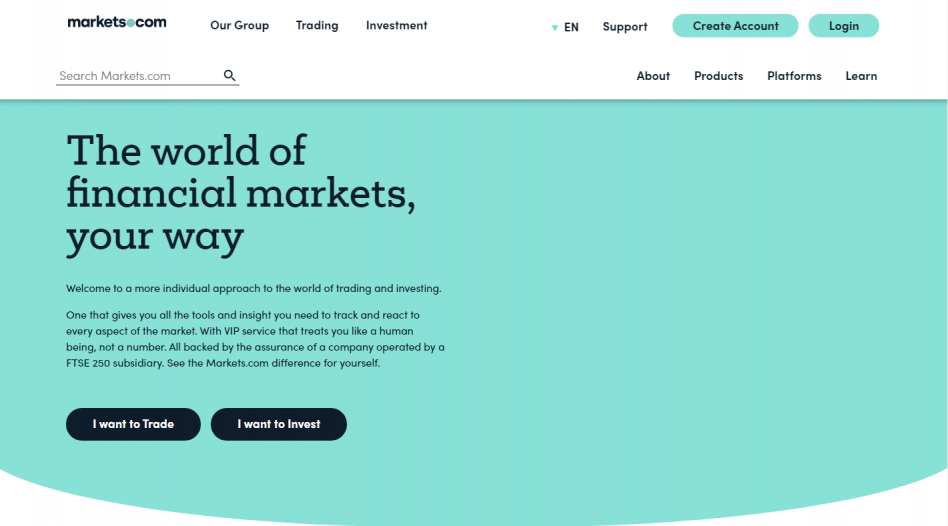 markets.com
Our Group
Trading
Investment
EN
Support
Create Account
Login
Search Markets.com
About
Products
Platforms
Learn
The world of
financial markets,
your way
Welcome to a more individual approach to the world of trading and investing.
One that gives you all the tools and insight you need to track and react to
every aspect of the market. With VIP service that treats you like a human
being, not a number. All backed by the assurance of a company operated by a
FTSE 250 subsidiary. See the Markets.com difference for yourself.
I want to Trade
I want to Invest